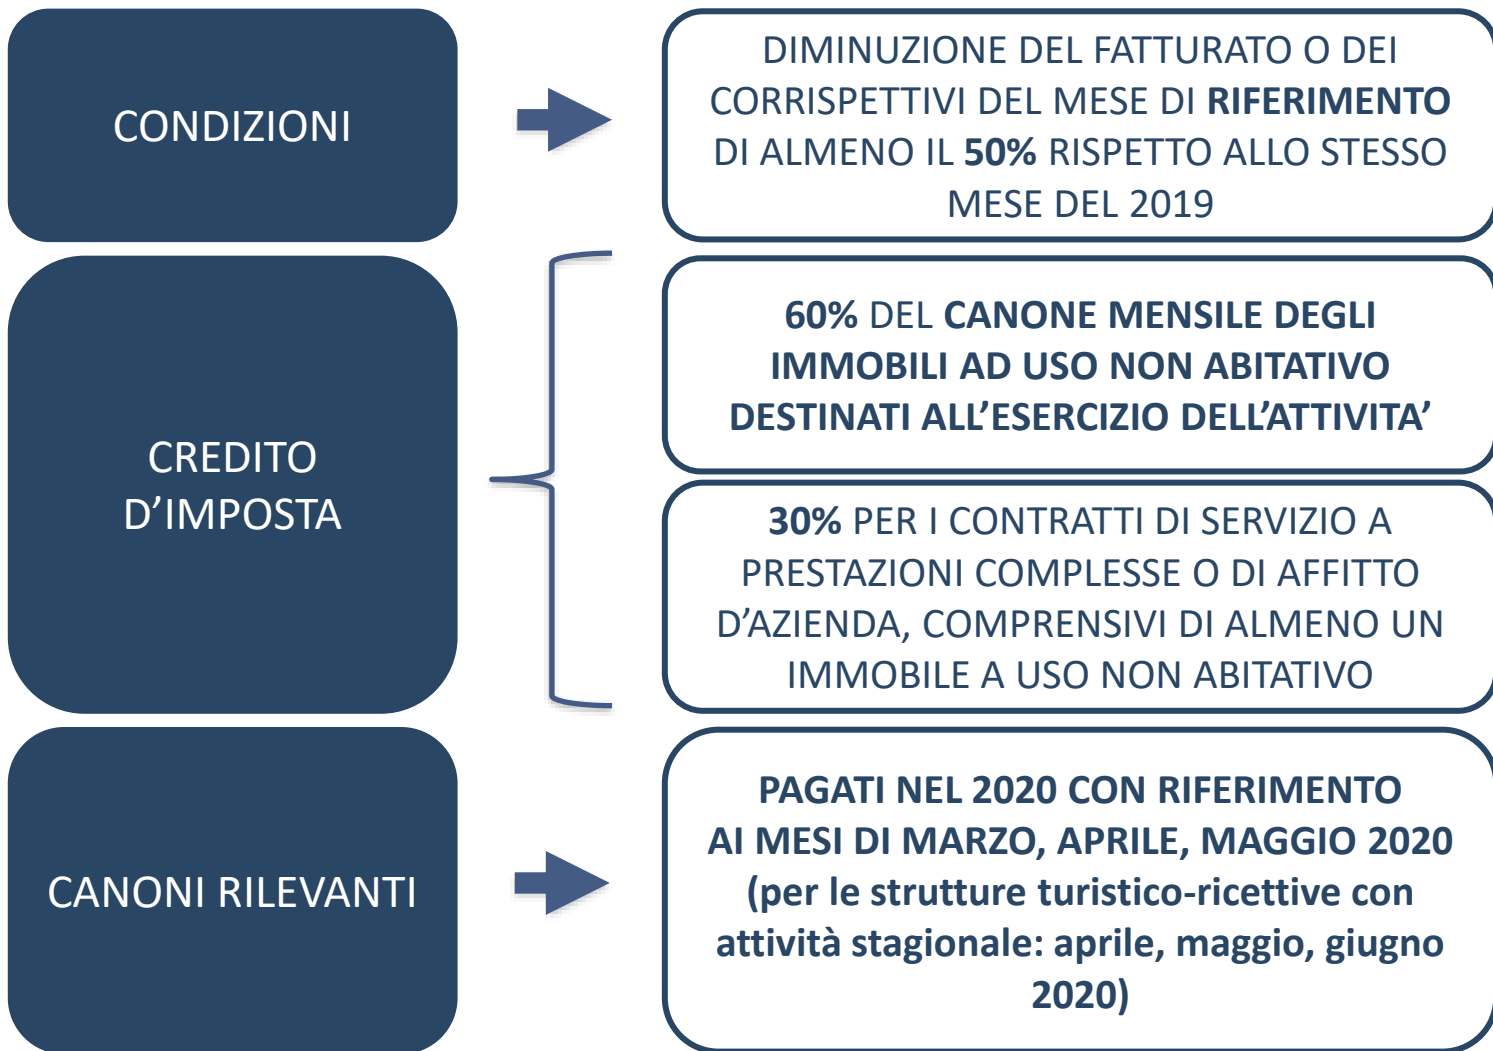 CONDIZIONI
DIMINUZIONE DEL FATTURATO O DEI
CORRISPETTIVI DEL MESE DI RIFERIMENTO
DI ALMENO IL 50% RISPETTO ALLO STESSO
MESE DEL 2019
CREDITO
D’IMPOSTA
60% DEL CANONE MENSILE DEGLI
IMMOBILI AD USO NON ABITATIVO
DESTINATI ALL’ESERCIZIO DELL’ATTIVITA’
30% PER I CONTRATTI DI SERVIZIO A
PRESTAZIONI COMPLESSE O DI AFFITTO
D’AZIENDA, COMPRENSIVI DI ALMENO UN
IMMOBILE A USO NON ABITATIVO
CANONI RILEVANTI
PAGATI NEL 2020 CON RIFERIMENTO
AI MESI DI MARZO, APRILE, MAGGIO 2020
(per le strutture turistico-ricettive con
attività stagionale: aprile, maggio, giugno
2020)